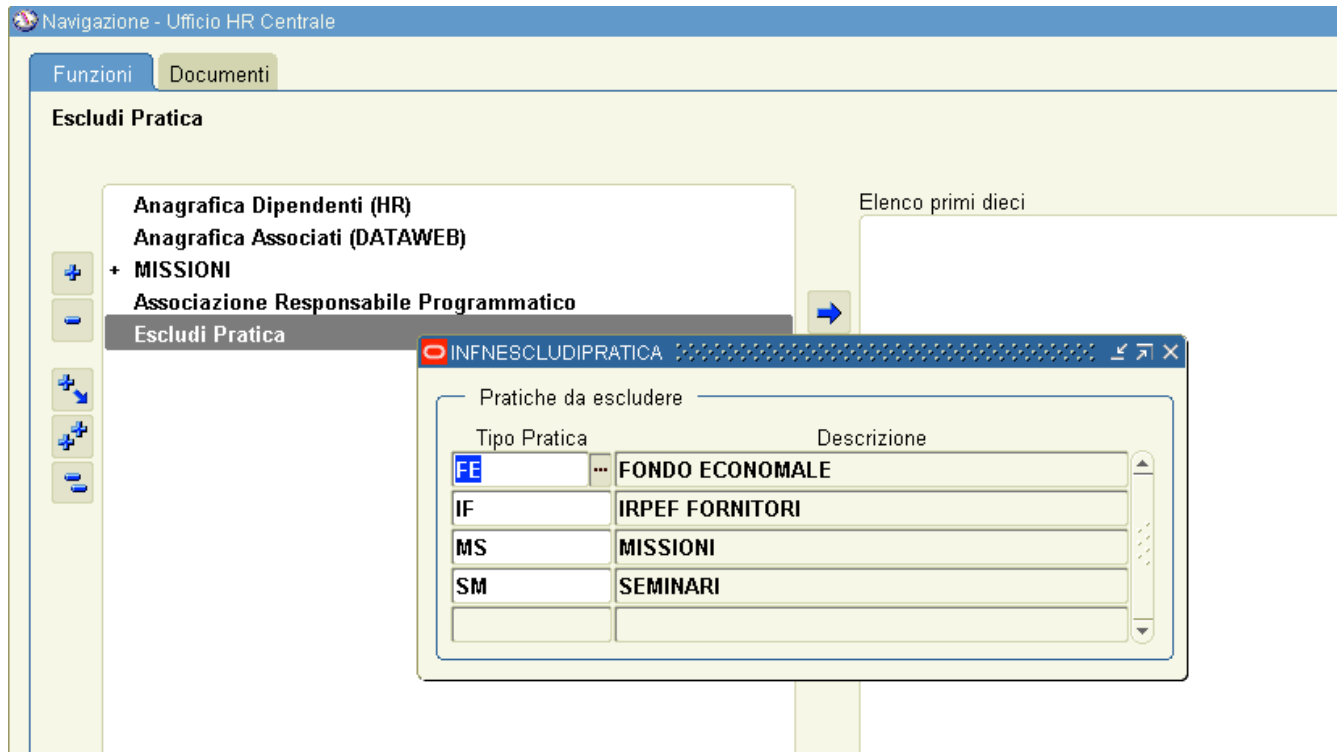 Navigazione - Ufficio HR Centrale
Funzioni Documenti
Escludi Pratica
Elenco primi dieci
Anagrafica Dipendenti (HR)
Anagrafica Associati (DATAWEB)
+ MISSIONI
Associazione Responsabile Programmatico
Escludi Pratica
INFNESCLUDIPRATICA
Pratiche da escludere
Tipo Pratica Descrizione
FE ... FONDO ECONOMALE
IF IRPEF FORNITORI
MS MISSIONI
SM SEMINARI